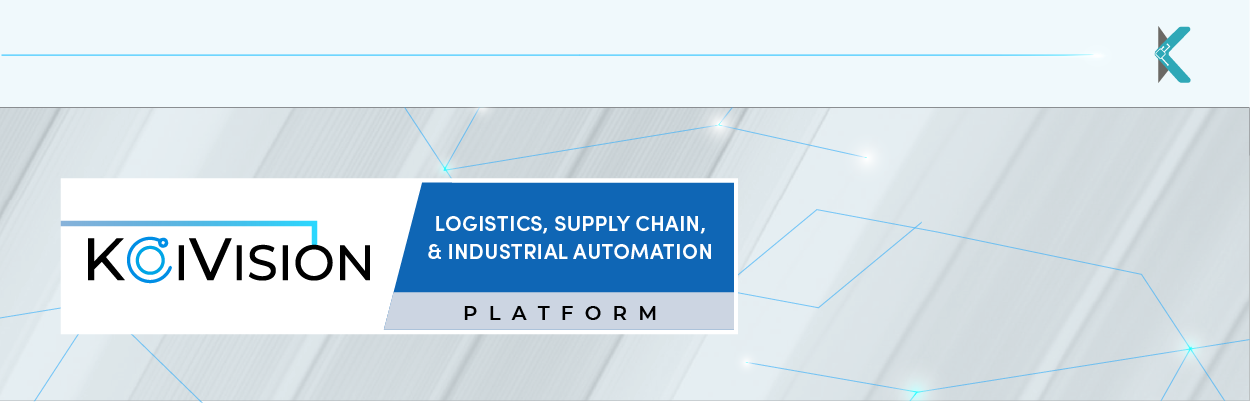 KOIVISION
LOGISTICS, SUPPLY CHAIN,
& INDUSTRIAL AUTOMATION
PLATFORM